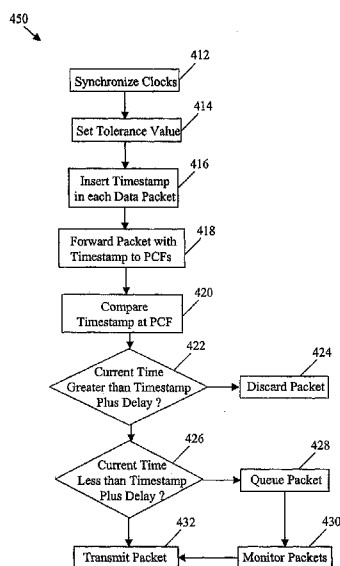 450
412
Synchronize Clocks
414
Set Tolerance Value
416
Insert Timestamp
in each Data Packet
418
Forward Packet with
Timestamp to PCFs
420
Compare
Timestamp at PCF
422
Current Time
Greater than Timestamp
Plus Delay ?
424
Discard Packet
426
Current Time
Less than Timestamp
Plus Delay ?
428
Queue Packet
432
Transmit Packet
430
Monitor Packets